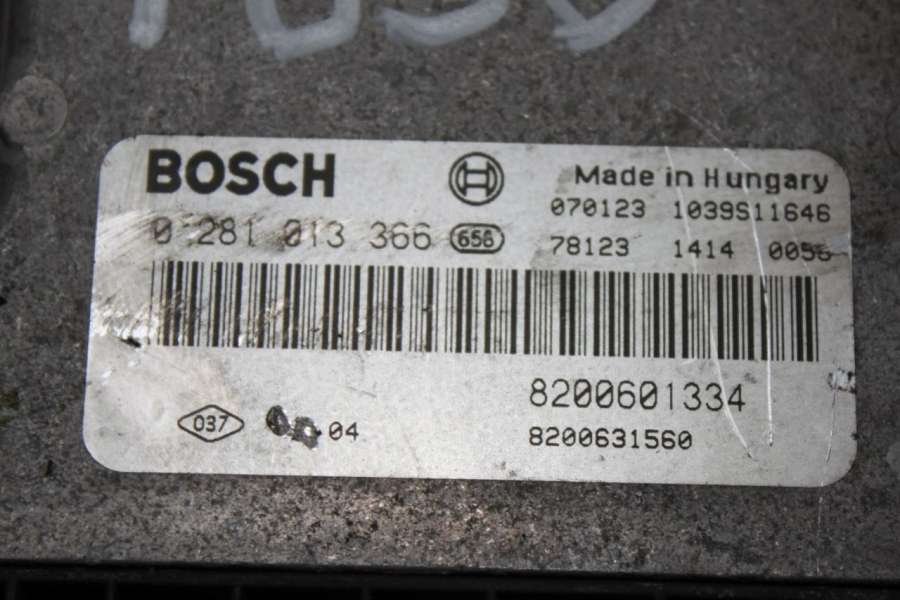 BOSCH
Made in Hungary
070123 1039S11646
0 281 013 366 656
78123 1414 0056
8200601334
037 04
8200631560